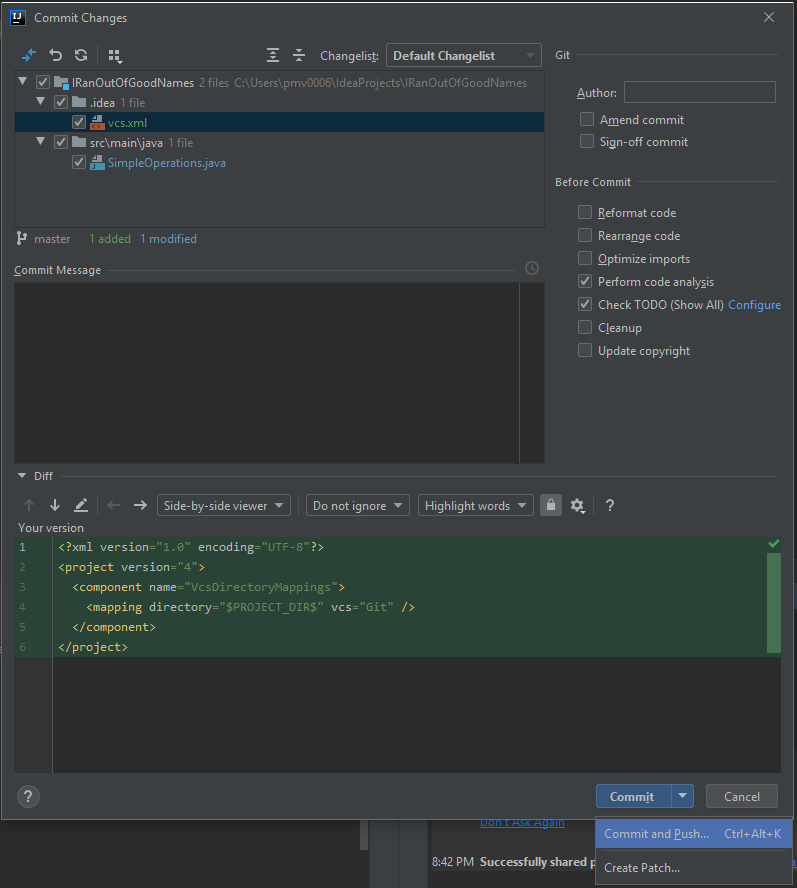 Commit Changes
Changelist: Default Changelist
IRanOutOfGoodNames 2 files C:\Users\pmv0006\IdeaProjects\IRanOutOfGoodNames
.idea 1 file
vcs.xml
src\main\java 1 file
SimpleOperations.java
master 1 added 1 modified
Commit Message
Git
Author:
Amend commit
Sign-off commit
Before Commit
Reformat code
Rearrange code
Optimize imports
Perform code analysis
Check TODO (Show All) Configure
Cleanup
Update copyright
Diff
Side-by-side viewer Do not ignore Highlight words ?
Your version
1 <?xml version="1.0" encoding="UTF-8"?>
2 <project version="4">
3 <component name="VcsDirectoryMappings">
4 <mapping directory="$PROJECT_DIR$" vcs="Git" />
5 </component>
6 </project>
? Commit Cancel
Don't Ask Again
Commit and Push... Ctrl+Alt+K
8:42 PM Successfully shared
Create Patch...